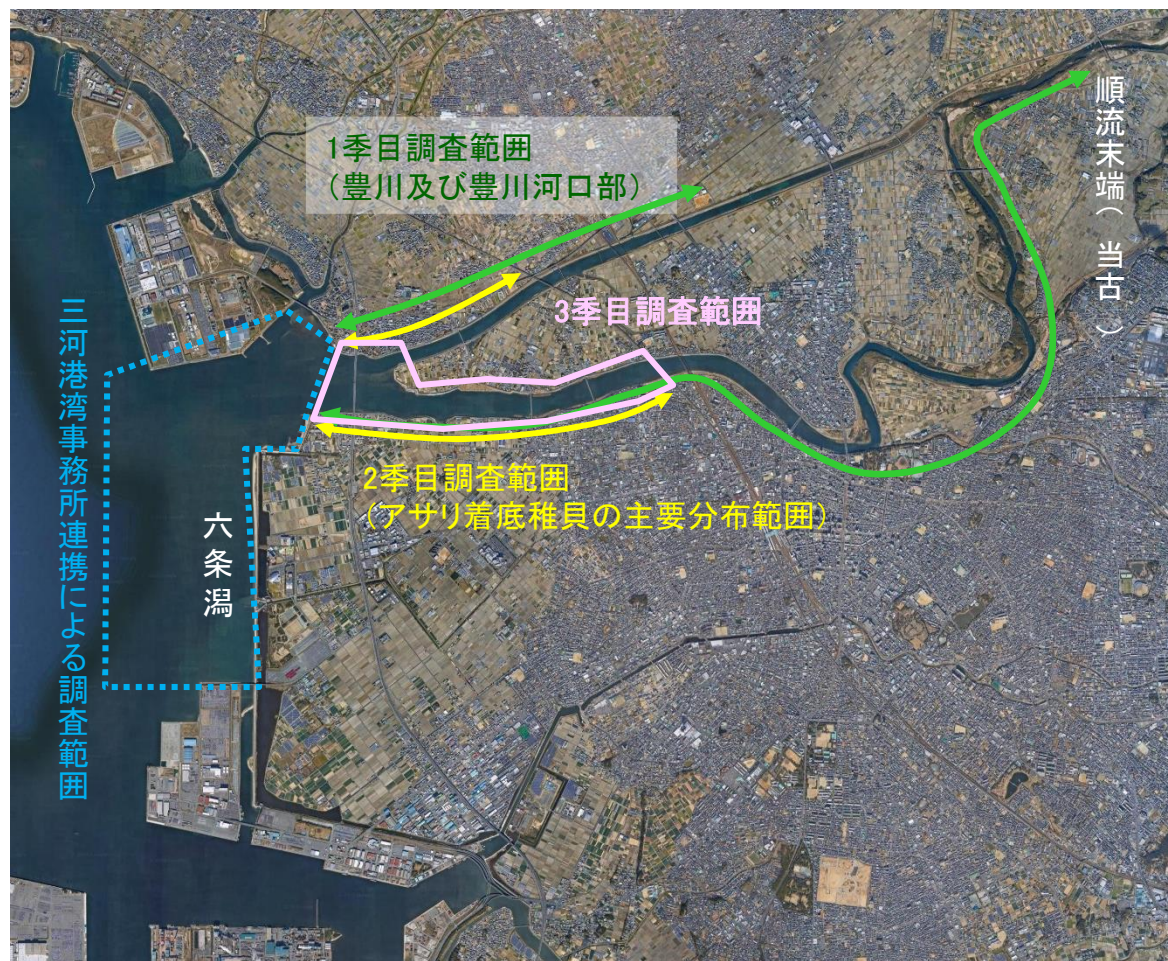 1季目調査範囲
（豊川及び豊川河口部）
順流末端（当古）
3季目調査範囲
三河港湾事務所連携による調査範囲
2季目調査範囲
（アサリ着底稚貝の主要分布範囲）
六条潟